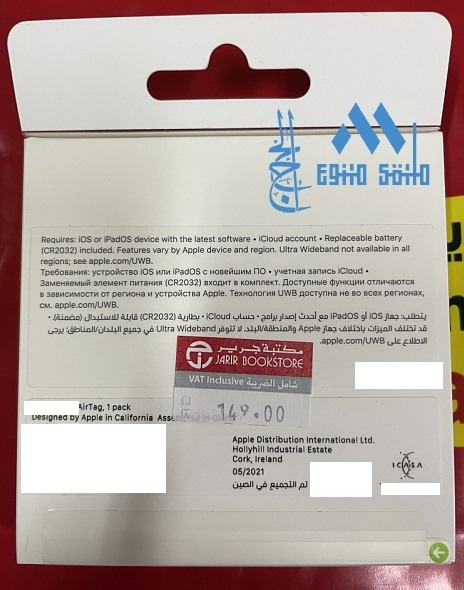 ملتقى متنوع
Requires: iOS or iPadOS device with the latest software • iCloud account • Replaceable battery
(CR2032) included. Features vary by Apple device and region. Ultra Wideband not available in all
regions; see apple.com/UWB.
Требования: устройство iOS или iPadOS с новейшим ПО • учетная запись iCloud •
Заменяемый элемент питания (CR2032) входит в комплект. Доступные функции отличаются
в зависимости от региона и устройства Apple. Технология UWB доступна не во всех регионах,
см. apple.com/UWB.
يتطلب: جهاز iOS أو iPadOS مع أحدث إصدار برامج • حساب iCloud • بطارية (CR2032) قابلة للاستبدال (مضمّنة).
قد تختلف الميزات باختلاف جهاز Apple والمنطقة/البلد. لا تتوفر Ultra Wideband في جميع البلدان/المناطق؛ يرجى
الاطلاع على apple.com/UWB.
مكتبة جرير
JARIR BOOKSTORE
VAT Inclusive شامل الضريبة
149.00
AirTag, 1 pack
Designed by Apple in California
Apple Distribution International Ltd.
Hollyhill Industrial Estate
Cork, Ireland
05/2021
تم التجميع في الصين
ICASA